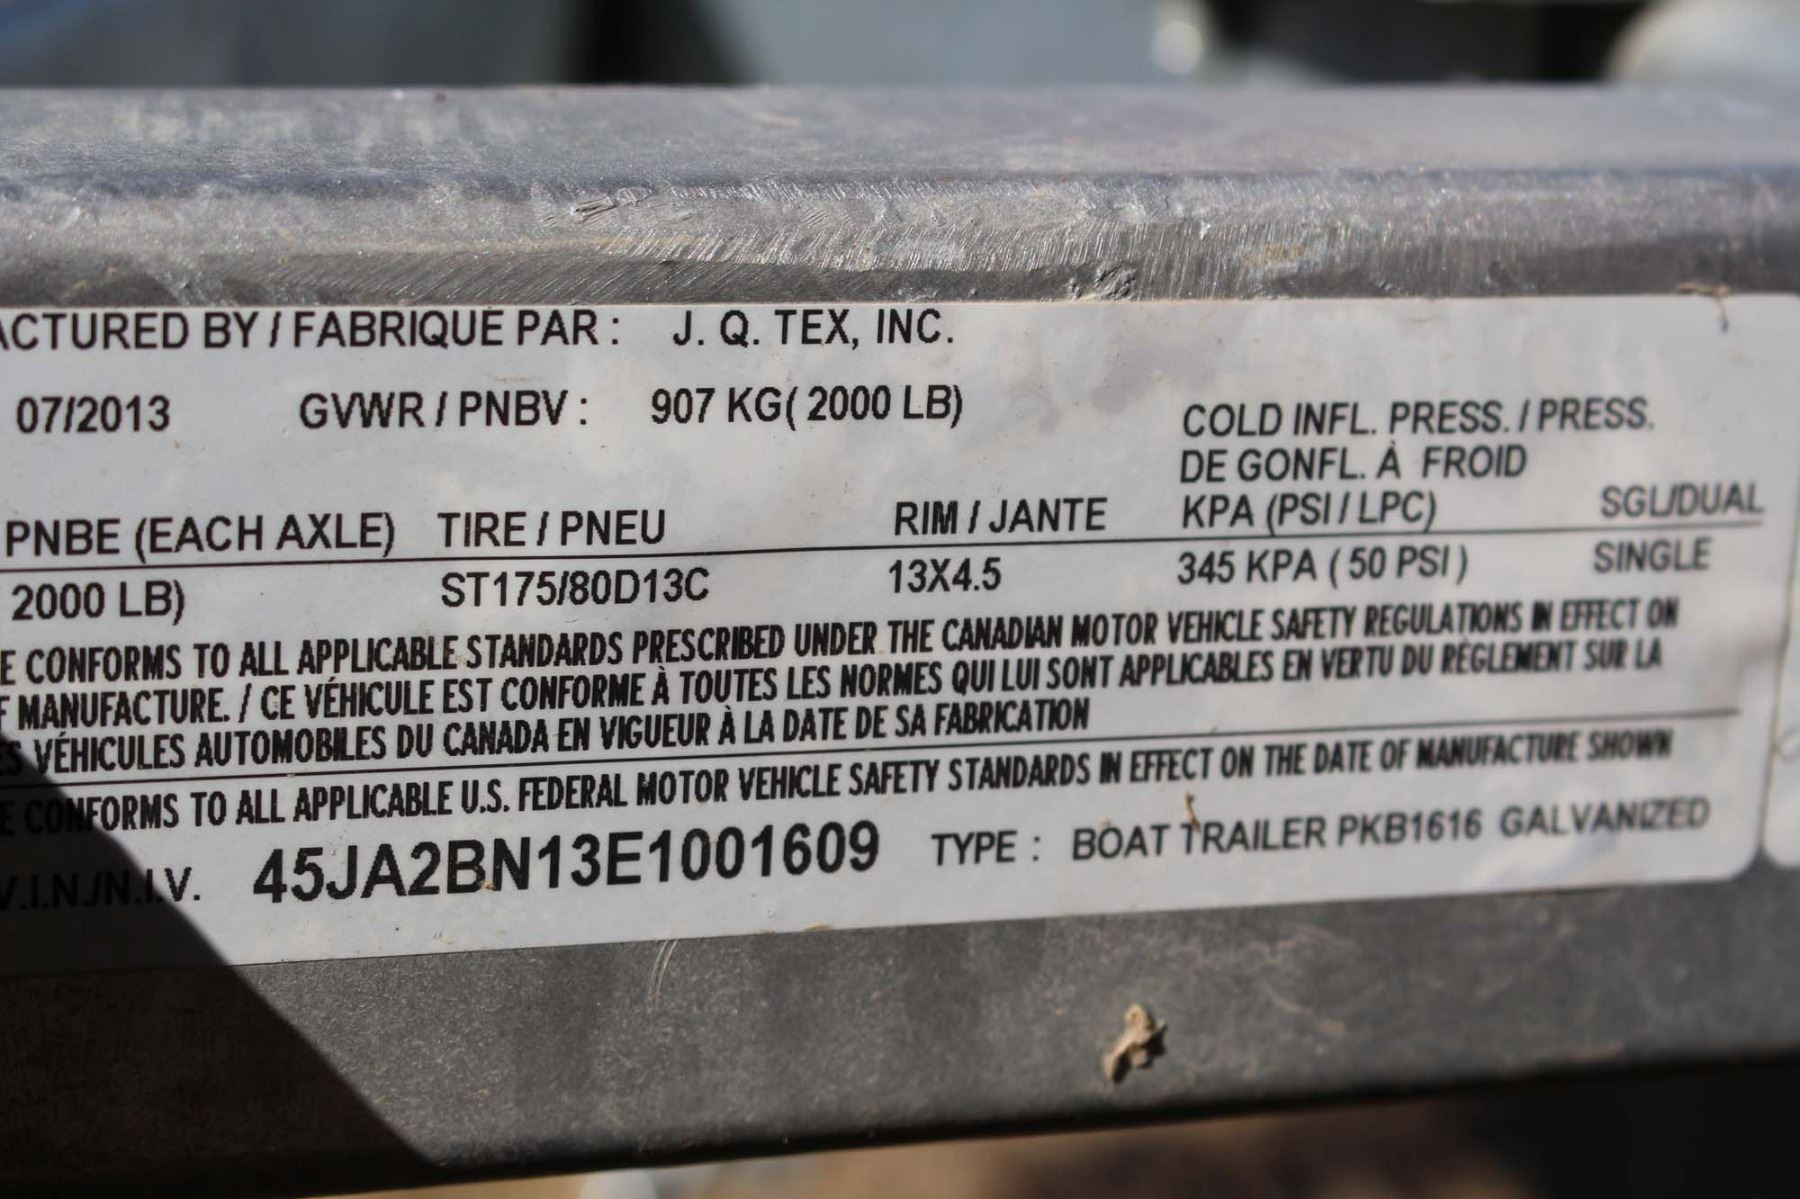 ACTURED BY / FABRIQUÉ PAR : J. Q. TEX, INC.
07/2013 GVWR / PNBV : 907 KG( 2000 LB)
COLD INFL. PRESS. / PRESS.
DE GONFL. À FROID
PNBE (EACH AXLE) TIRE / PNEU RIM / JANTE KPA (PSI / LPC) SGL/DUAL
2000 LB) ST175/80D13C 13X4.5 345 KPA ( 50 PSI ) SINGLE
E CONFORMS TO ALL APPLICABLE STANDARDS PRESCRIBED UNDER THE CANADIAN MOTOR VEHICLE SAFETY REGULATIONS IN EFFECT ON
F MANUFACTURE. / CE VÉHICULE EST CONFORME À TOUTES LES NORMES QUI LUI SONT APPLICABLES EN VERTU DU RÈGLEMENT SUR LA
ES VÉHICULES AUTOMOBILES DU CANADA EN VIGUEUR À LA DATE DE SA FABRICATION
E CONFORMS TO ALL APPLICABLE U.S. FEDERAL MOTOR VEHICLE SAFETY STANDARDS IN EFFECT ON THE DATE OF MANUFACTURE SHOWN
V.I.N./N.I.V. 45JA2BN13E1001609 TYPE : BOAT TRAILER PKB1616 GALVANIZED